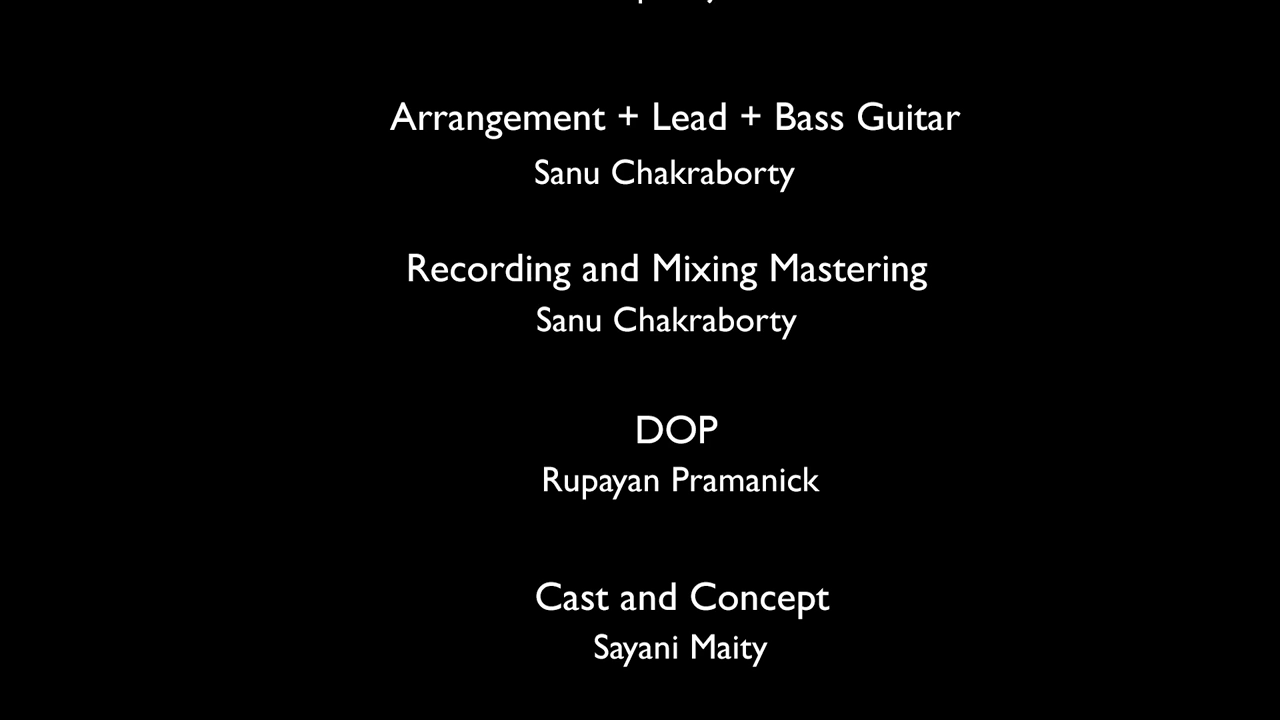 Arrangement + Lead + Bass Guitar
Sanu Chakraborty
Recording and Mixing Mastering
Sanu Chakraborty
DOP
Rupayan Pramanick
Cast and Concept
Sayani Maity